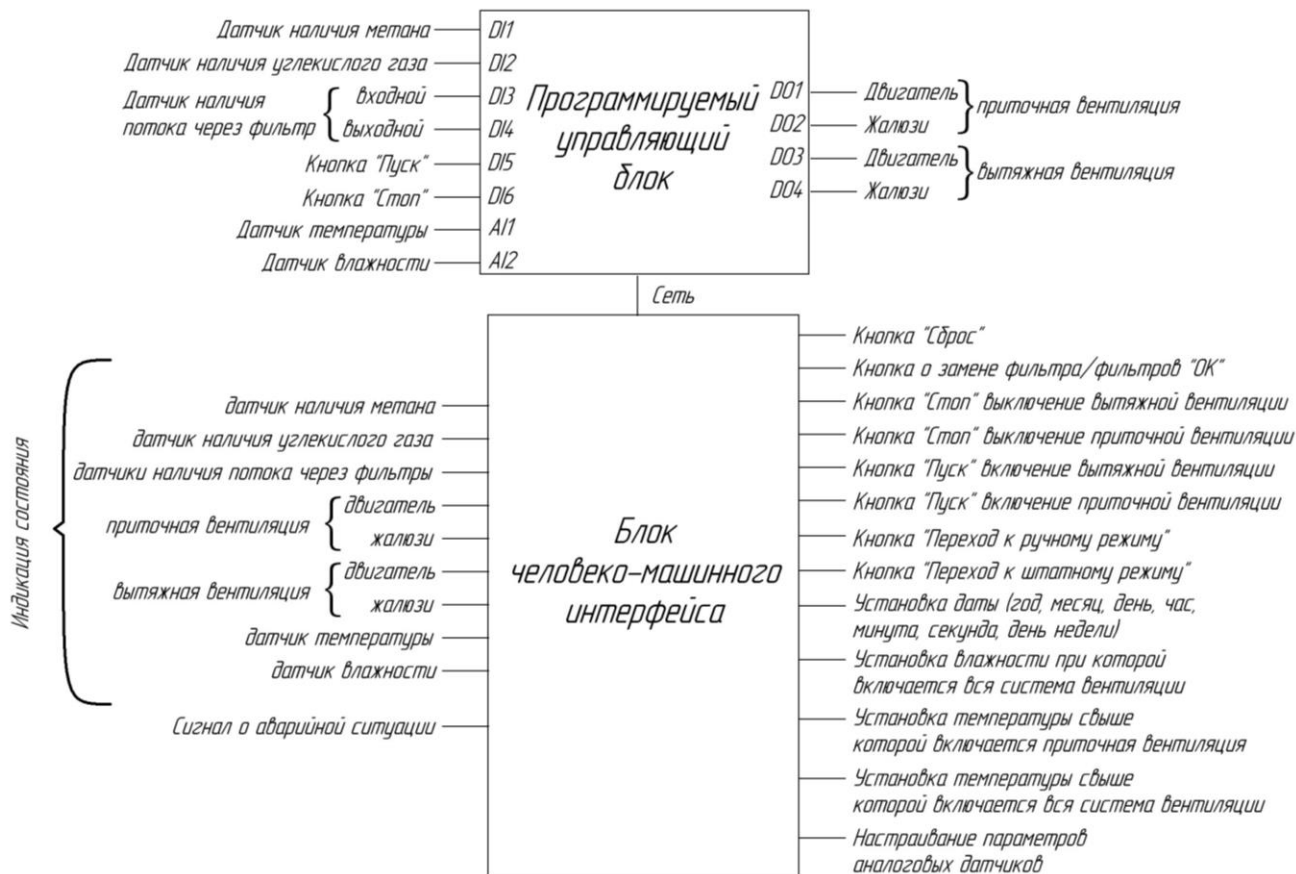 Датчик наличия метана
DI1
Датчик наличия углекислого газа
DI2
Датчик наличия
потока через фильтр
входной
DI3
выходной
DI4
Кнопка "Пуск"
DI5
Кнопка "Стоп"
DI6
Датчик температуры
AI1
Датчик влажности
AI2
Программируемый
управляющий
блок
DO1
Двигатель
DO2
Жалюзи
приточная вентиляция
DO3
Двигатель
DO4
Жалюзи
вытяжная вентиляция
Сеть
Индикация состояния
датчик наличия метана
датчик наличия углекислого газа
датчики наличия потока через фильтры
приточная вентиляция
двигатель
жалюзи
вытяжная вентиляция
двигатель
жалюзи
датчик температуры
датчик влажности
Сигнал о аварийной ситуации
Блок
человеко-машинного
интерфейса
Кнопка "Сброс"
Кнопка о замене фильтра/фильтров "ОК"
Кнопка "Стоп" выключение вытяжной вентиляции
Кнопка "Стоп" выключение приточной вентиляции
Кнопка "Пуск" включение вытяжной вентиляции
Кнопка "Пуск" включение приточной вентиляции
Кнопка "Переход к ручному режиму"
Кнопка "Переход к штатному режиму"
Установка даты (год, месяц, день, час,
минута, секунда, день недели)
Установка влажности при которой
включается вся система вентиляции
Установка температуры свыше
которой включается приточная вентиляция
Установка температуры свыше
которой включается вся система вентиляции
Настраивание параметров
аналоговых датчиков